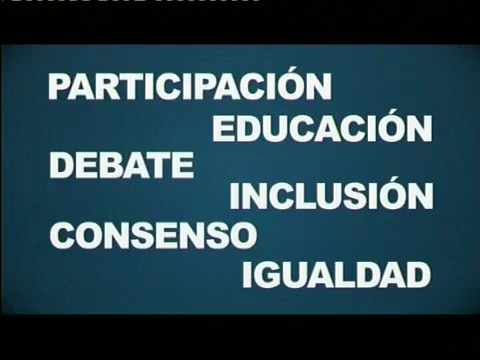 PARTICIPACIÓN
EDUCACIÓN
DEBATE
INCLUSIÓN
CONSENSO
IGUALDAD